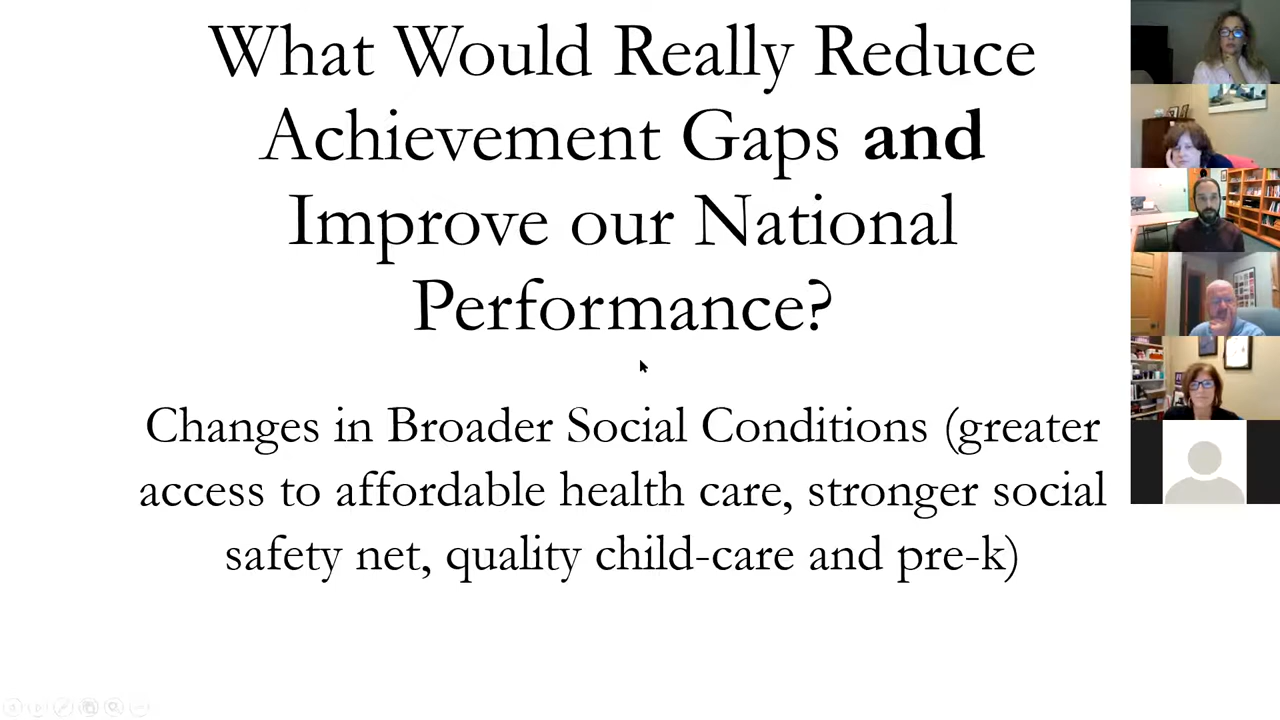 What Would Really Reduce
Achievement Gaps and
Improve our National
Performance?
Changes in Broader Social Conditions (greater
access to affordable health care, stronger social
safety net, quality child-care and pre-k)